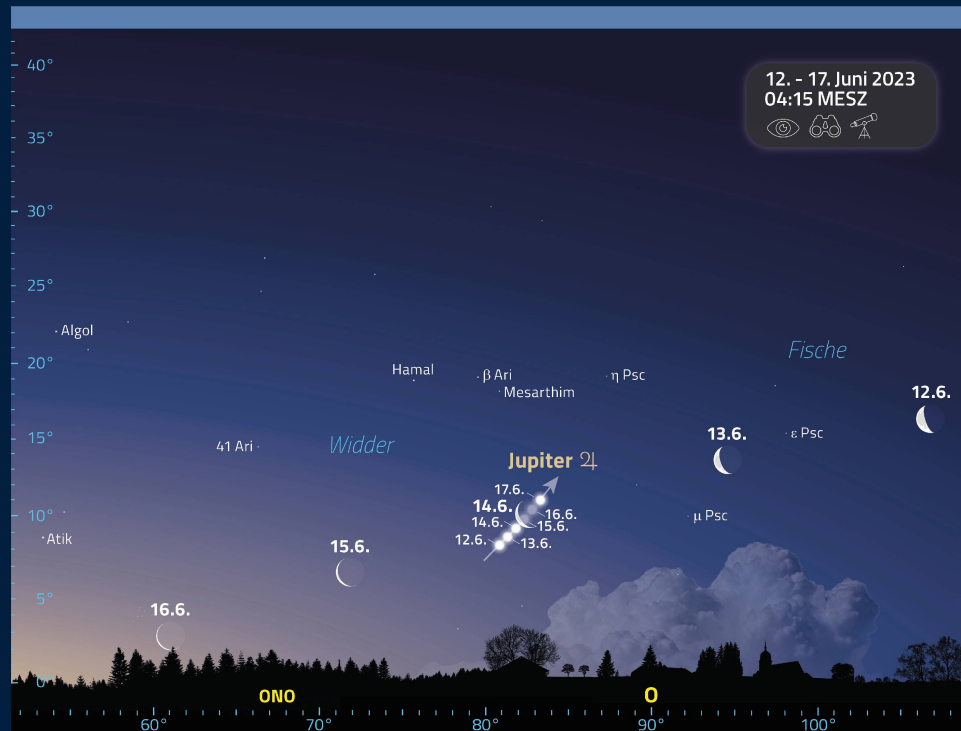 40°
12. - 17. Juni 2023
04:15 MESZ
35°
30°
25°
Algol
20°
Fische
Hamal
β Ari
η Psc
Mesarthim
12.6.
13.6.
ε Psc
15°
41 Ari
Widder
Jupiter ♃
17.6.
14.6.
16.6.
10°
μ Psc
14.6.
15.6.
Atik
12.6.
13.6.
15.6.
5°
16.6.
0°
ONO
O
60°
70°
80°
90°
100°